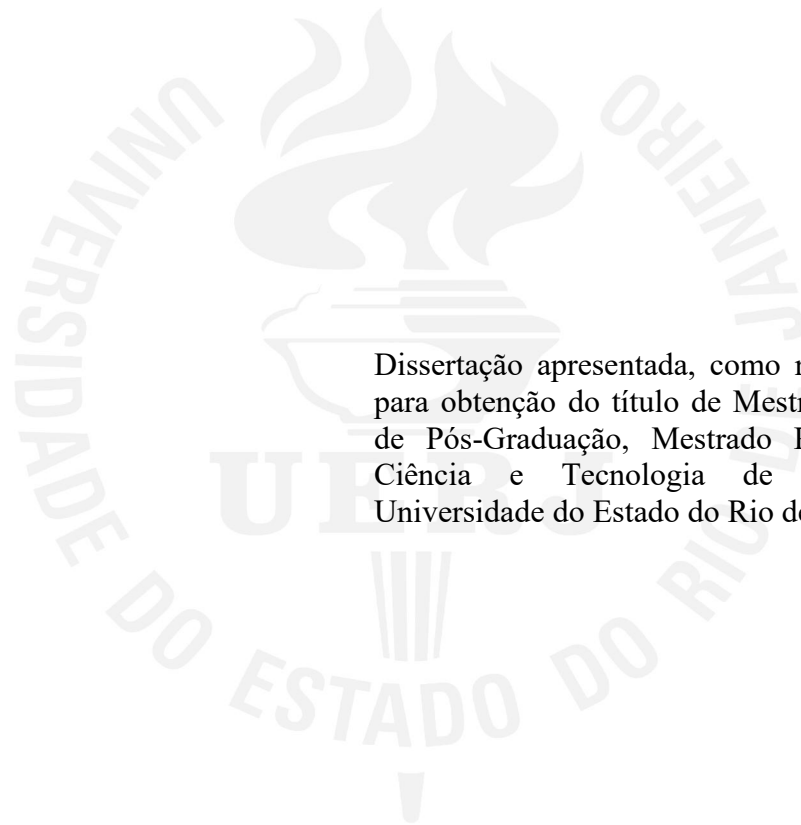 UNIVERSIDADE DO ESTADO DO RIO DE JANEIRO
UERJ
Dissertação apresentada, como
para obtenção do título de
de Pós-Graduação, Mestrado
Ciência e Tecnologia de
Universidade do Estado do Rio